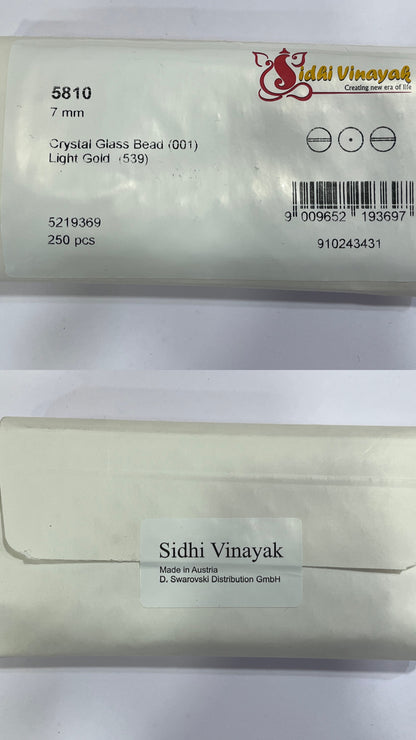 Sidhi Vinayak
Creating new era of life
5810
7 mm
Crystal Glass Bead (001)
Light Gold (539)
5219369
250 pcs
9 009652 193697
910243431
Sidhi Vinayak
Made in Austria
D. Swarovski Distribution GmbH